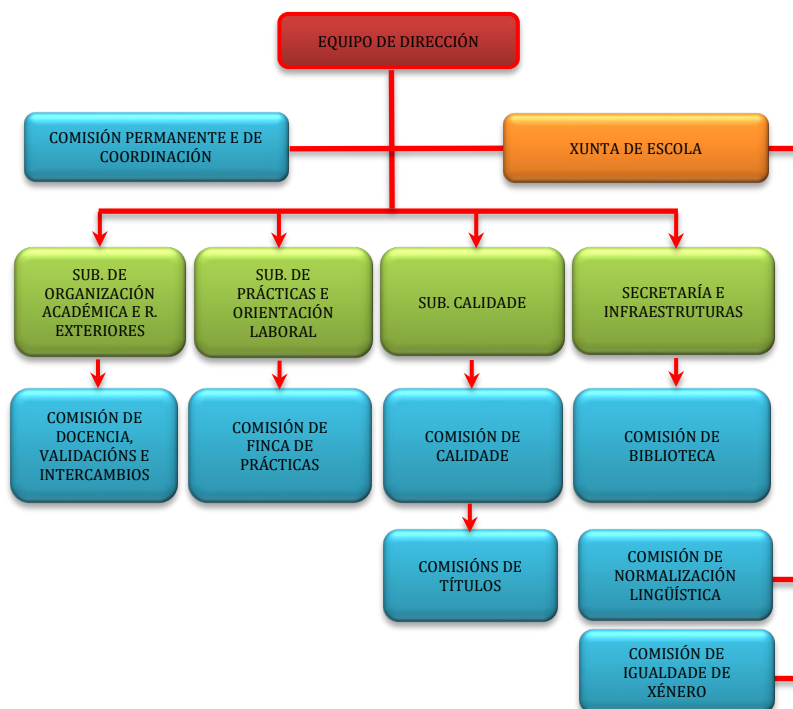 EQUIPO DE DIRECCIÓN
COMISIÓN PERMANENTE E DE
COORDINACIÓN
XUNTA DE ESCOLA
SUB. DE
ORGANIZACIÓN
ACADÉMICA E R.
EXTERIORES
SUB. DE
PRÁCTICAS E
ORIENTACIÓN
LABORAL
SUB. CALIDADE
SECRETARÍA E
INFRAESTRUTURAS
COMISIÓN DE
DOCENCIA,
VALIDACIÓNS E
INTERCAMBIOS
COMISIÓN DE
FINCA DE
PRÁCTICAS
COMISIÓN DE
CALIDADE
COMISIÓN DE
BIBLIOTECA
COMISIÓNS DE
TÍTULOS
COMISIÓN DE
NORMALIZACIÓN
LINGÜÍSTICA
COMISIÓN DE
IGUALDADE DE
XÉNERO